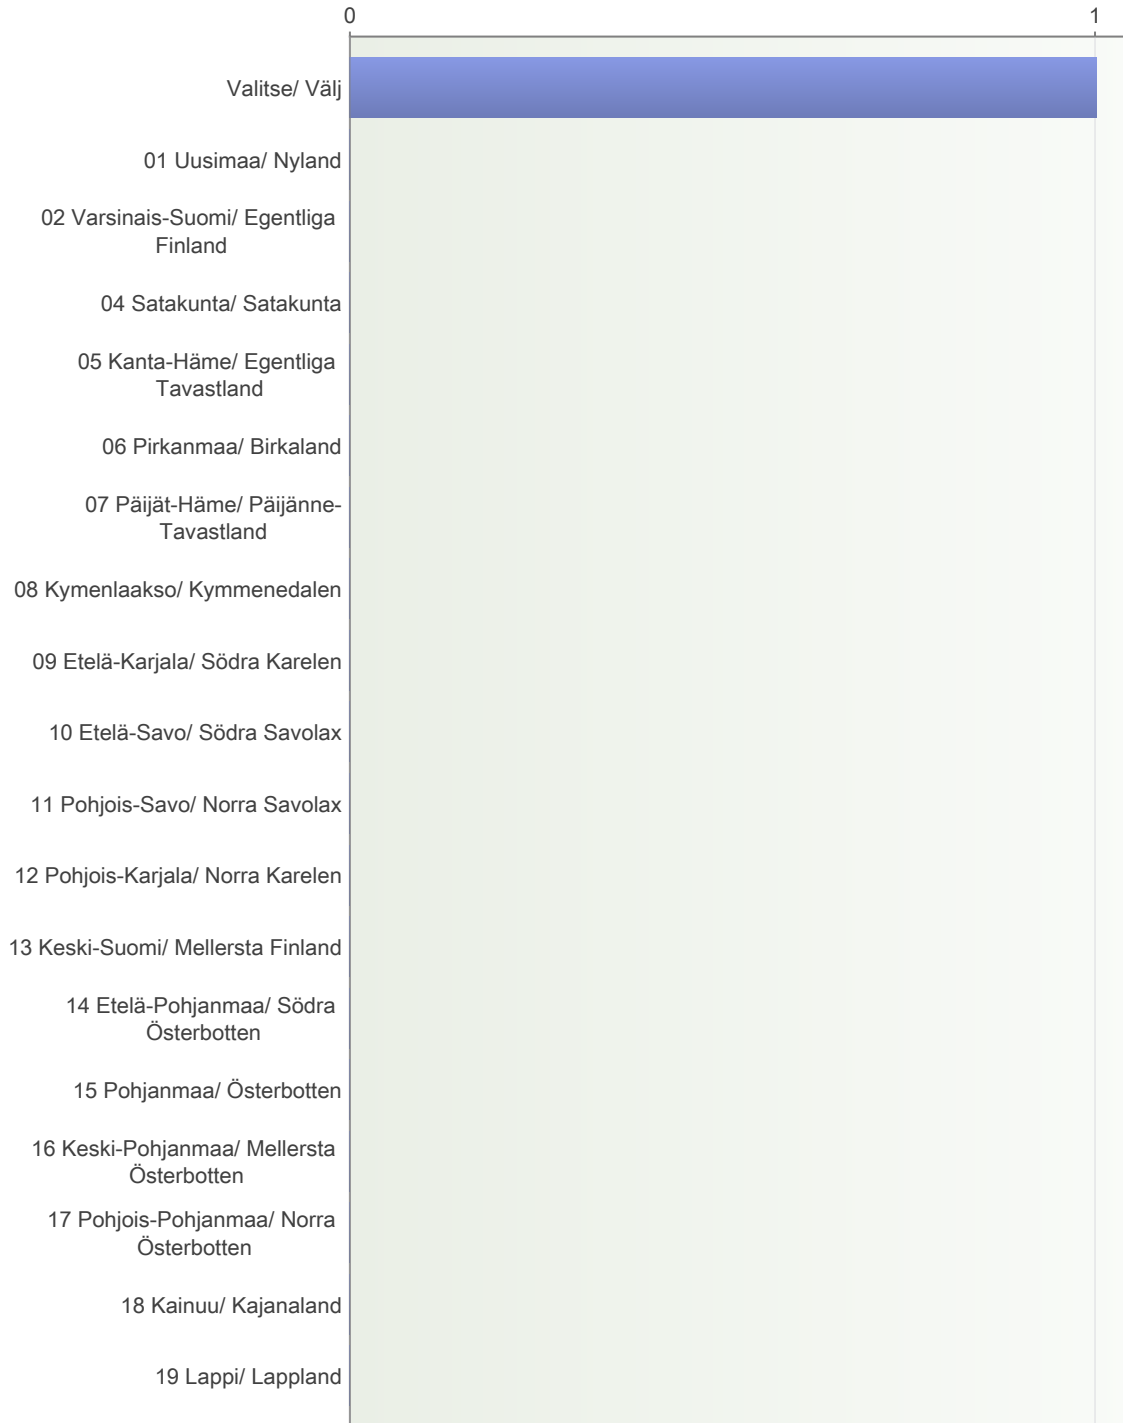 0 1
Valitse/ Välj
01 Uusimaa/ Nyland
02 Varsinais-Suomi/ Egentliga
Finland
04 Satakunta/ Satakunta
05 Kanta-Häme/ Egentliga
Tavastland
06 Pirkanmaa/ Birkaland
07 Päijät-Häme/ Päijänne-
Tavastland
08 Kymenlaakso/ Kymmenedalen
09 Etelä-Karjala/ Södra Karelen
10 Etelä-Savo/ Södra Savolax
11 Pohjois-Savo/ Norra Savolax
12 Pohjois-Karjala/ Norra Karelen
13 Keski-Suomi/ Mellersta Finland
14 Etelä-Pohjanmaa/ Södra
Österbotten
15 Pohjanmaa/ Österbotten
16 Keski-Pohjanmaa/ Mellersta
Österbotten
17 Pohjois-Pohjanmaa/ Norra
Österbotten
18 Kainuu/ Kajanaland
19 Lappi/ Lappland